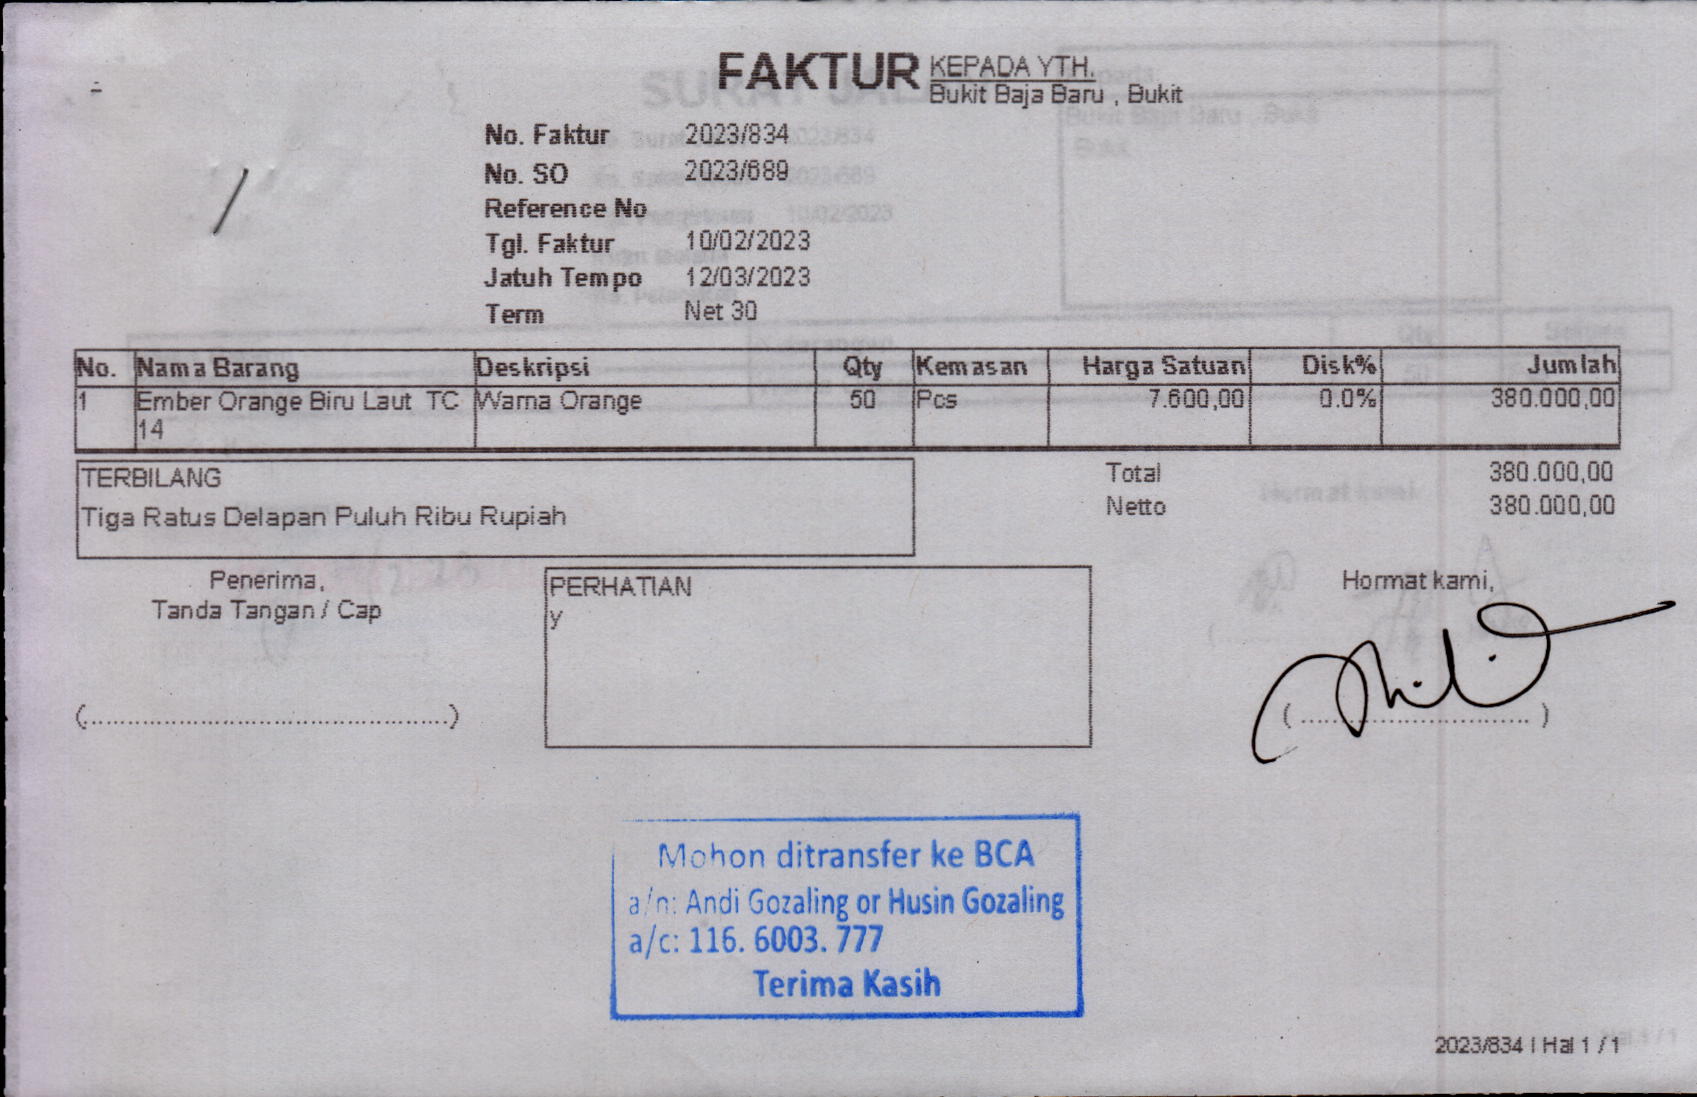 FAKTUR
KEPADA YTH.
Bukit Baja Baru , Bukit
No. Faktur 2023/834
No. SO 2023/689
Reference No
Tgl. Faktur 10/02/2023
Jatuh Tempo 12/03/2023
Term Net 30
No. Nama Barang Deskripsi Qty Kemasan Harga Satuan Disk% Jumlah
1 Ember Orange Biru Laut TC Warna Orange 50 Pcs 7.600,00 0.0% 380.000,00
14
TERBILANG
Tiga Ratus Delapan Puluh Ribu Rupiah
Total 380.000,00
Netto 380.000,00
Penerima,
Tanda Tangan / Cap
(..................................................)
PERHATIAN
y
Hormat kami,
(................................)
Mohon ditransfer ke BCA
a/n: Andi Gozaling or Husin Gozaling
a/c: 116. 6003. 777
Terima Kasih
2023/834 | Hal 1 / 1